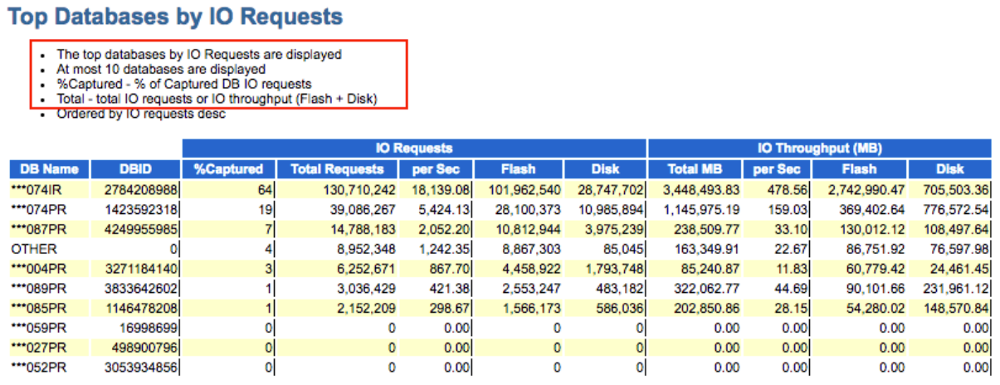 Top Databases by IO Requests
• The top databases by IO Requests are displayed
• At most 10 databases are displayed
• %Captured - % of Captured DB IO requests
• Total - total IO requests or IO throughput (Flash + Disk)
• Ordered by IO requests desc
IO Requests IO Throughput (MB)
DB Name DBID %Captured Total Requests per Sec Flash Disk Total MB per Sec Flash Disk
***074IR 2784208988 64 130,710,242 18,139.08 101,962,540 28,747,702 3,448,493.83 478.56 2,742,990.47 705,503.36
***074PR 1423592318 19 39,086,267 5,424.13 28,100,373 10,985,894 1,145,975.19 159.03 369,402.64 776,572.54
***087PR 4249955985 7 14,788,183 2,052.20 10,812,944 3,975,239 238,509.77 33.10 130,012.12 108,497.64
OTHER 0 4 8,952,348 1,242.35 8,867,303 85,045 163,349.91 22.67 86,751.92 76,597.98
***004PR 3271184140 3 6,252,671 867.70 4,458,922 1,793,748 85,240.87 11.83 60,779.42 24,461.45
***089PR 3833642602 1 3,036,429 421.38 2,553,247 483,182 322,062.77 44.69 90,101.66 231,961.12
***085PR 1146478208 1 2,152,209 298.67 1,566,173 586,036 202,850.86 28.15 54,280.02 148,570.84
***059PR 16998699 0 0 0.00 0 0 0.00 0.00 0.00 0.00
***027PR 498900796 0 0 0.00 0 0 0.00 0.00 0.00 0.00
***052PR 3053934856 0 0 0.00 0 0 0.00 0.00 0.00 0.00